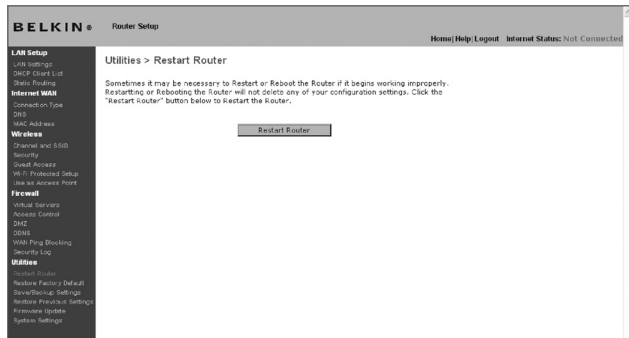 BELKIN®
Router Setup
Home|Help|Logout Internet Status: Not Connected
LAN Setup
LAN Settings
DHCP Client List
Static Routing
Internet WAN
Connection Type
DNS
MAC Address
Wireless
Channel and SSID
Security
Guest Access
Wi-Fi Protected Setup
Use as Access Point
Firewall
Virtual Servers
Access Control
DMZ
DDNS
WAN Ping Blocking
Security Log
Utilities
Restart Router
Restore Factory Default
Save/Backup Settings
Restore Previous Settings
Firmware Update
System Settings
Utilities > Restart Router
Sometimes it may be necessary to Restart or Reboot the Router if it begins working improperly.
Restartting or Rebooting the Router will not delete any of your configuration settings. Click the
"Restart Router" button below to Restart the Router.
Restart Router